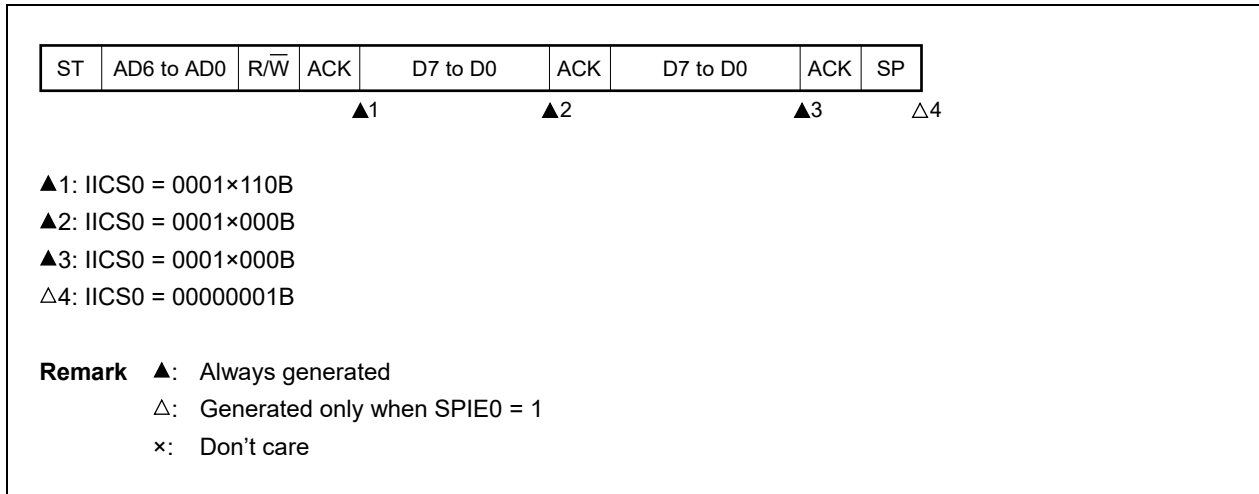 ST AD6 to AD0 R/W̅ ACK D7 to D0 ACK D7 to D0 ACK SP
▲1 ▲2 ▲3 △4
▲1: IICS0 = 0001×110B
▲2: IICS0 = 0001×000B
▲3: IICS0 = 0001×000B
△4: IICS0 = 00000001B
Remark ▲: Always generated
△: Generated only when SPIE0 = 1
×: Don’t care